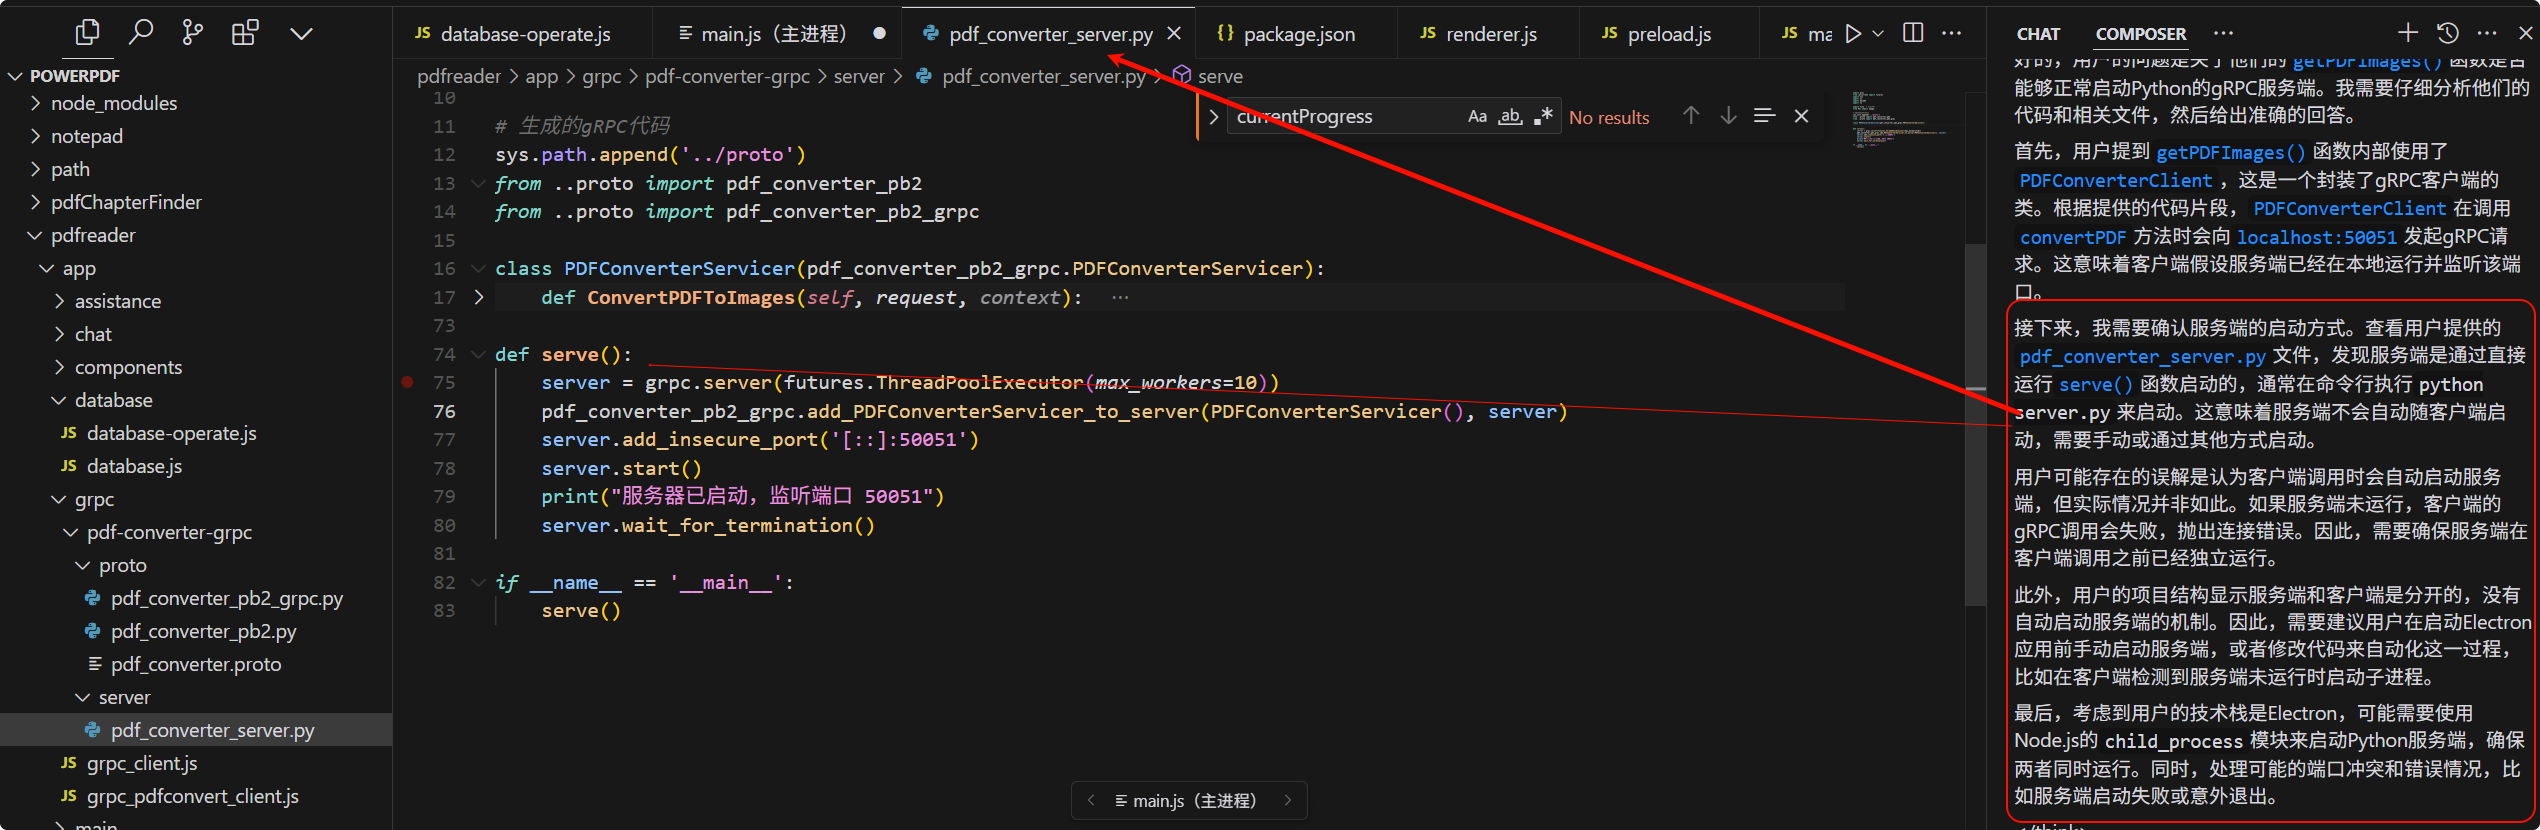 JS database-operate.js
main.js（主进程）
pdf_converter_server.py
{} package.json
JS renderer.js
JS preload.js
JS ma
CHAT
COMPOSER
POWERPDF
node_modules
notepad
path
pdfChapterFinder
pdfreader
app
assistance
chat
components
database
JS database-operate.js
JS database.js
grpc
pdf-converter-grpc
proto
pdf_converter_pb2_grpc.py
pdf_converter_pb2.py
pdf_converter.proto
server
pdf_converter_server.py
JS grpc_client.js
JS grpc_pdfconvert_client.js
main
pdfreader > app > grpc > pdf-converter-grpc > server > pdf_converter_server.py > serve
currentProgress
Aa ab .*
No results
10
11 # 生成的gRPC代码
12 sys.path.append('../proto')
13 from ..proto import pdf_converter_pb2
14 from ..proto import pdf_converter_pb2_grpc
15
16 class PDFConverterServicer(pdf_converter_pb2_grpc.PDFConverterServicer):
17 def ConvertPDFToImages(self, request, context): ⋯
73
74 def serve():
75 server = grpc.server(futures.ThreadPoolExecutor(max_workers=10))
76 pdf_converter_pb2_grpc.add_PDFConverterServicer_to_server(PDFConverterServicer(), server)
77 server.add_insecure_port('[::]:50051')
78 server.start()
79 print("服务器已启动，监听端口 50051")
80 server.wait_for_termination()
81
82 if __name__ == '__main__':
83 serve()
main.js（主进程）
好的，用户的问题是关于他们的 getPDFImages() 函数是否
能够正常启动Python的gRPC服务端。我需要仔细分析他们的
代码和相关文件，然后给出准确的回答。
首先，用户提到 getPDFImages() 函数内部使用了
PDFConverterClient，这是一个封装了gRPC客户端的
类。根据提供的代码片段，PDFConverterClient 在调用
convertPDF 方法时会向 localhost:50051 发起gRPC请
求。这意味着客户端假设服务端已经在本地运行并监听该端
口。
接下来，我需要确认服务端的启动方式。查看用户提供的
pdf_converter_server.py 文件，发现服务端是通过直接
运行 serve() 函数启动的，通常在命令行执行 python
server.py 来启动。这意味着服务端不会自动随客户端启
动，需要手动或通过其他方式启动。
用户可能存在的误解是认为客户端调用时会自动启动服务
端，但实际情况并非如此。如果服务端未运行，客户端的
gRPC调用会失败，抛出连接错误。因此，需要确保服务端在
客户端调用之前已经独立运行。
此外，用户的项目结构显示服务端和客户端是分开的，没有
自动启动服务端的机制。因此，需要建议用户在启动Electron
应用前手动启动服务端，或者修改代码来自动化这一过程，
比如在客户端检测到服务端未运行时启动子进程。
最后，考虑到用户的技术栈是Electron，可能需要使用
Node.js的 child_process 模块来启动Python服务端，确保
两者同时运行。同时，处理可能的端口冲突和错误情况，比
如服务端启动失败或意外退出。
</think>